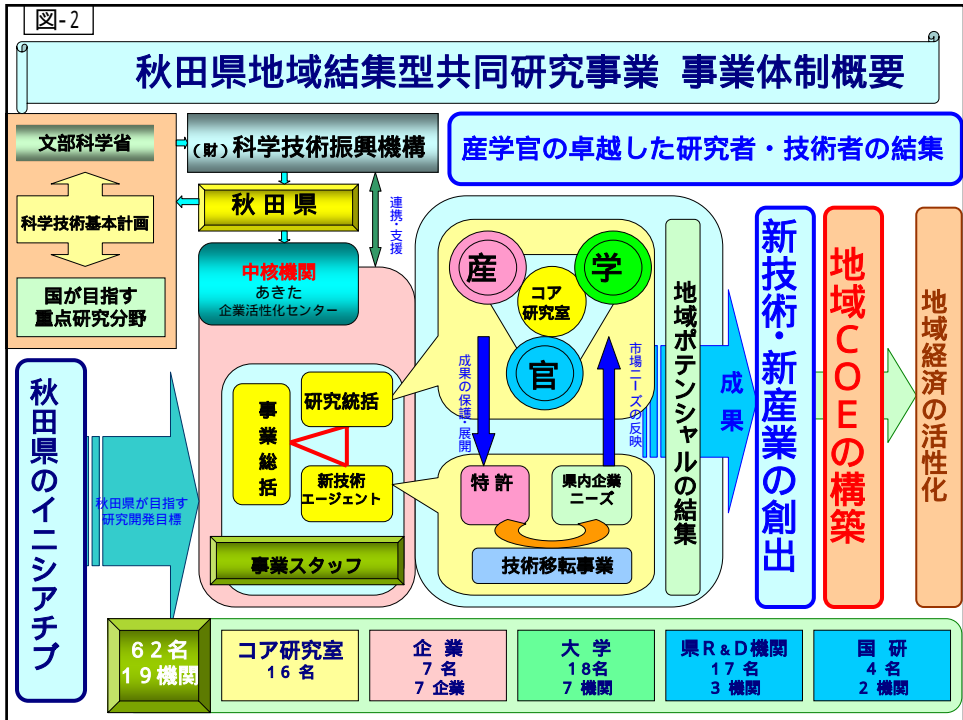 図-2
秋田県地域結集型共同研究事業 事業体制概要
文部科学省
科学技術基本計画
国が目指す
重点研究分野
（財）科学技術振興機構
秋田県
連携・支援
中核機関
あきた
企業活性化センター
産学官の卓越した研究者・技術者の結集
秋田県のイニシアチブ
秋田県が目指す
研究開発目標
事業総括
研究統括
新技術
エージェント
事業スタッフ
産
学
コア
研究室
官
成果の保護・展開
市場ニーズの反映
特許
県内企業
ニーズ
技術移転事業
地域ポテンシャルの結集
成果
新技術・新産業の創出
地域COEの構築
地域経済の活性化
62名
19機関
コア研究室
16名
企業
7名
7企業
大学
18名
7機関
県R&D機関
17名
3機関
国研
4名
2機関